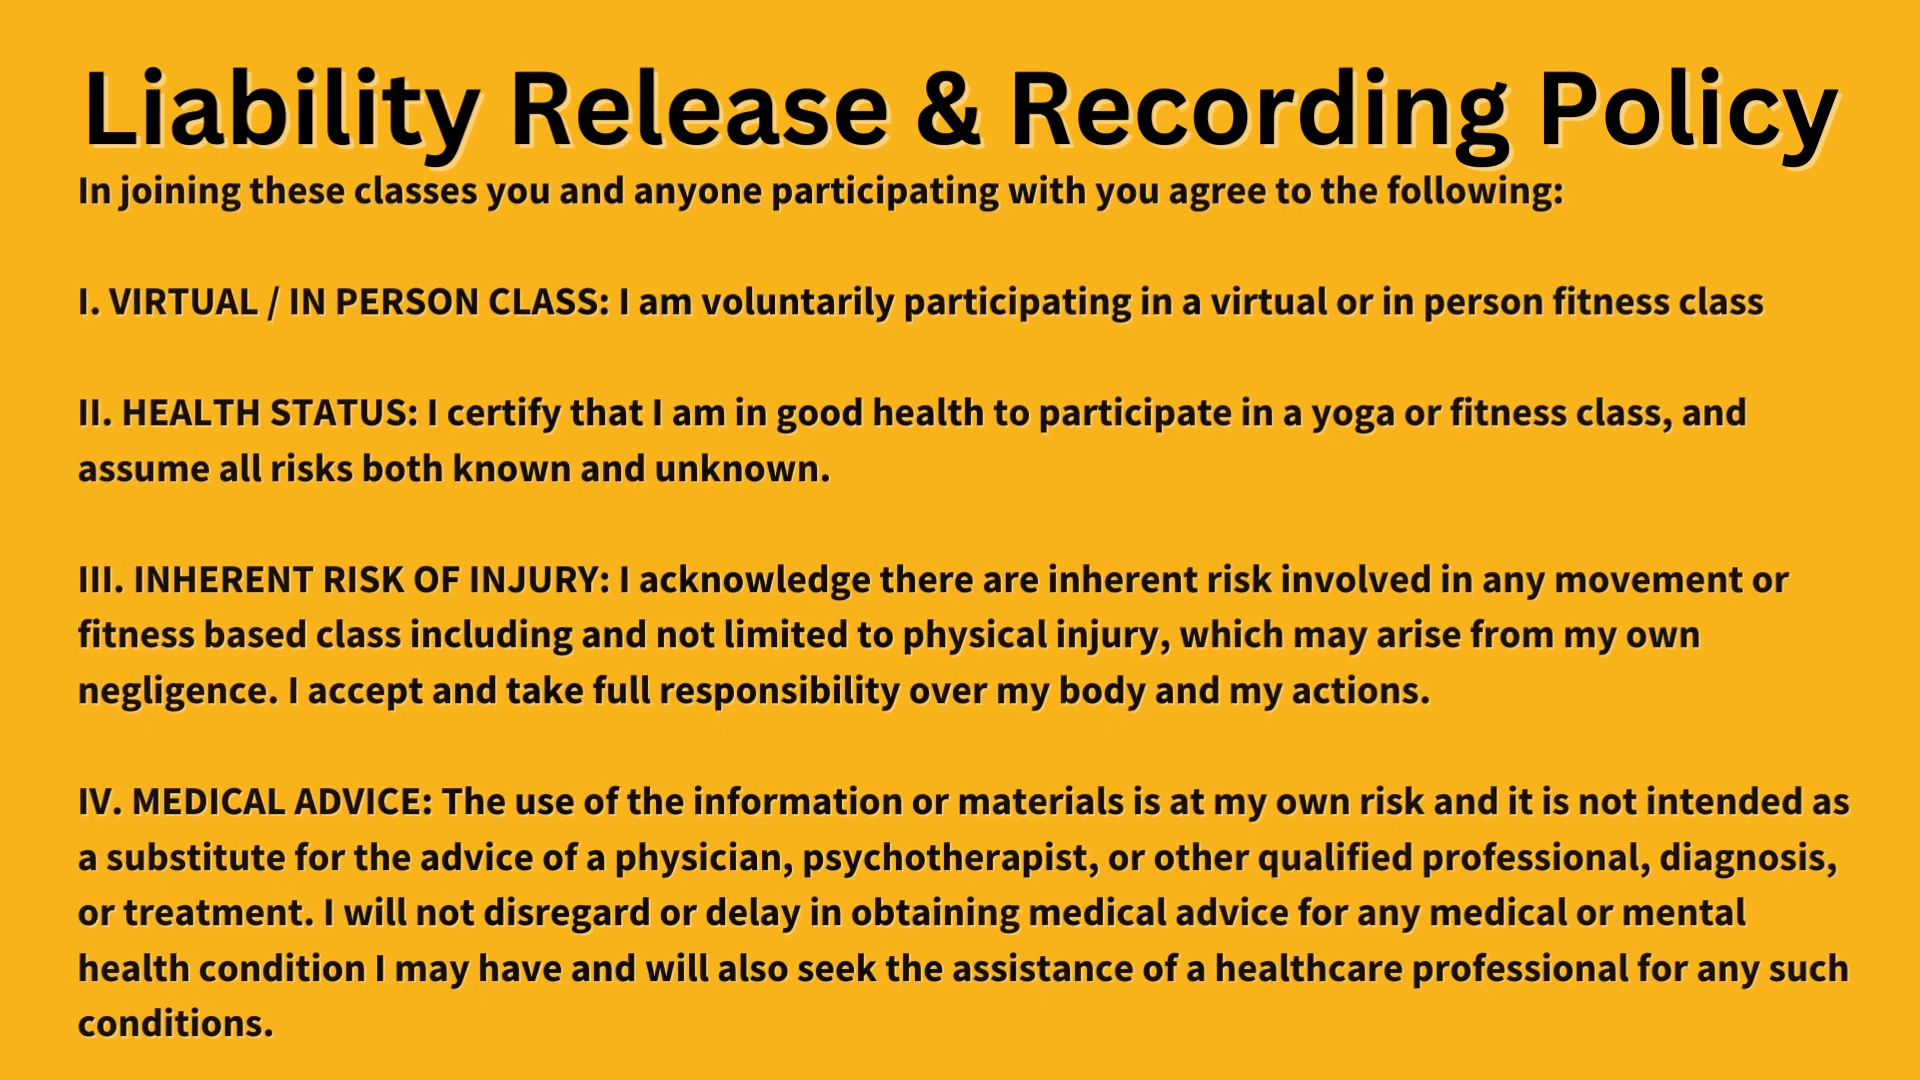 Liability Release & Recording Policy
In joining these classes you and anyone participating with you agree to the following:
I. VIRTUAL / IN PERSON CLASS: I am voluntarily participating in a virtual or in person fitness class
II. HEALTH STATUS: I certify that I am in good health to participate in a yoga or fitness class, and
assume all risks both known and unknown.
III. INHERENT RISK OF INJURY: I acknowledge there are inherent risk involved in any movement or
fitness based class including and not limited to physical injury, which may arise from my own
negligence. I accept and take full responsibility over my body and my actions.
IV. MEDICAL ADVICE: The use of the information or materials is at my own risk and it is not intended as
a substitute for the advice of a physician, psychotherapist, or other qualified professional, diagnosis,
or treatment. I will not disregard or delay in obtaining medical advice for any medical or mental
health condition I may have and will also seek the assistance of a healthcare professional for any such
conditions.